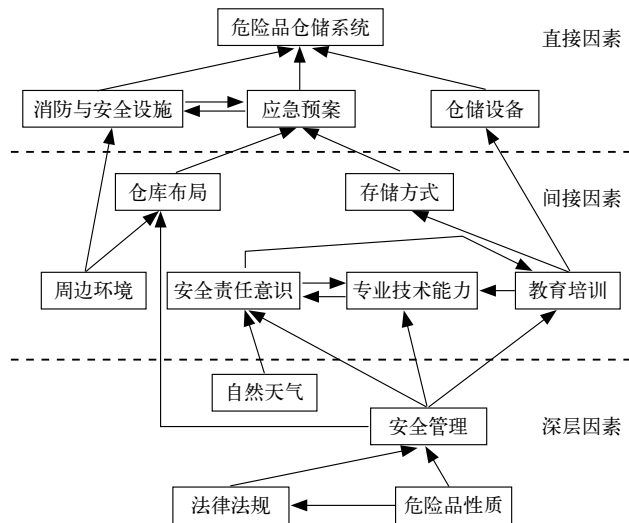 危险品仓储系统
直接因素
消防与安全设施
应急预案
仓储设备
仓库布局
存储方式
间接因素
周边环境
安全责任意识
专业技术能力
教育培训
自然天气
安全管理
深层因素
法律法规
危险品性质